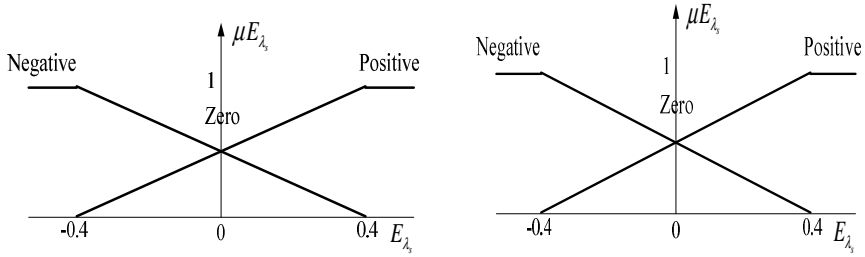 μE_λs
Negative
Positive
1
Zero
-0.4
0
0.4
E_λs
μE_λs
Negative
Positive
1
Zero
-0.4
0
0.4
E_λs